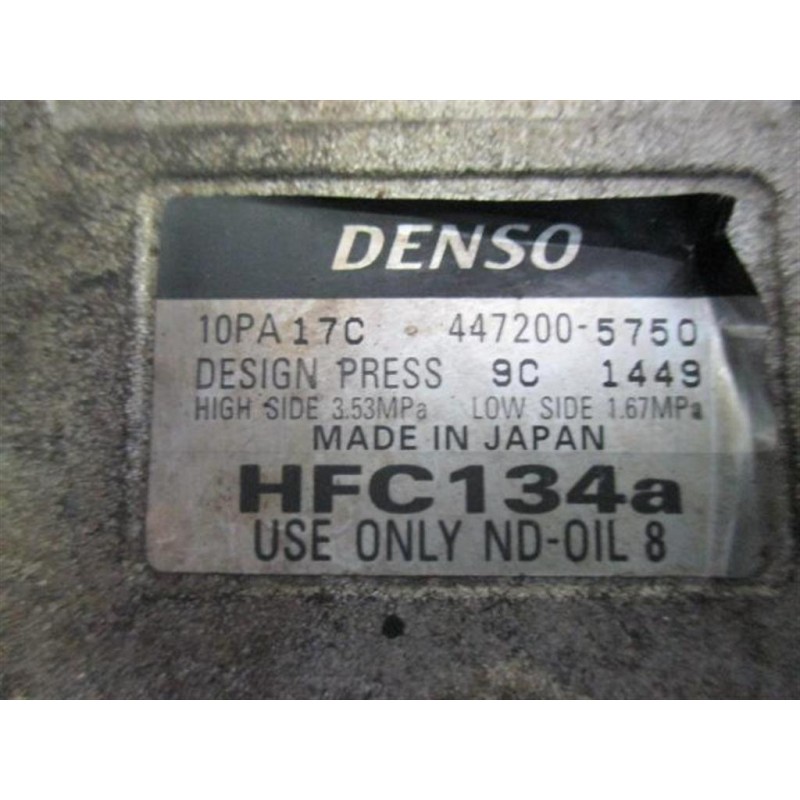 DENSO
10PA17C 447200-5750
DESIGN PRESS 9C 1449
HIGH SIDE 3.53MPa LOW SIDE 1.67MPa
MADE IN JAPAN
HFC134a
USE ONLY ND-OIL 8